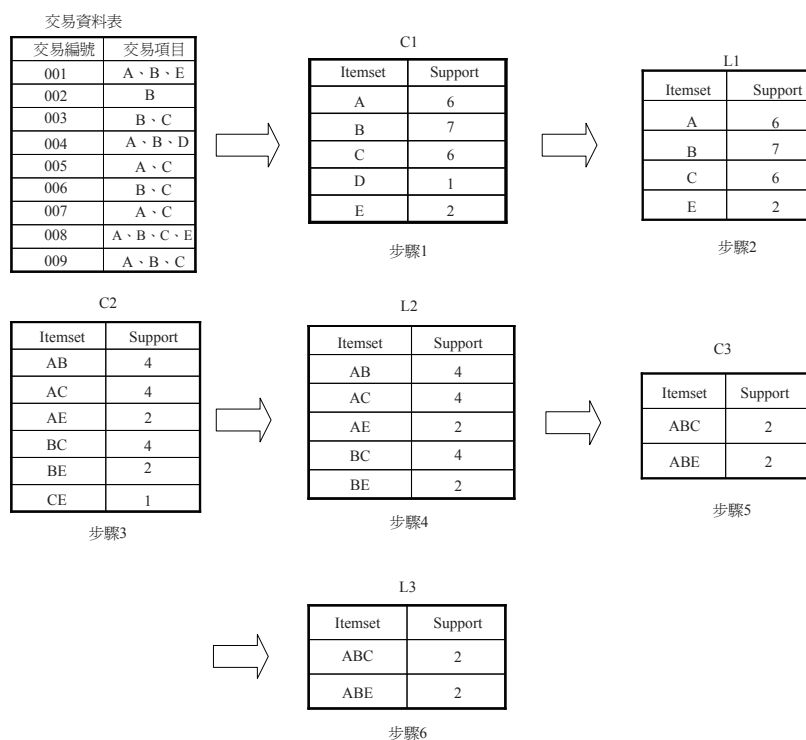 交易資料表
交易編號 交易項目
001 A、B、E
002 B
003 B、C
004 A、B、D
005 A、C
006 B、C
007 A、C
008 A、B、C、E
009 A、B、C
C1
Itemset Support
A 6
B 7
C 6
D 1
E 2
步驟1
L1
Itemset Support
A 6
B 7
C 6
E 2
步驟2
C2
Itemset Support
AB 4
AC 4
AE 2
BC 4
BE 2
CE 1
步驟3
L2
Itemset Support
AB 4
AC 4
AE 2
BC 4
BE 2
步驟4
C3
Itemset Support
ABC 2
ABE 2
步驟5
L3
Itemset Support
ABC 2
ABE 2
步驟6